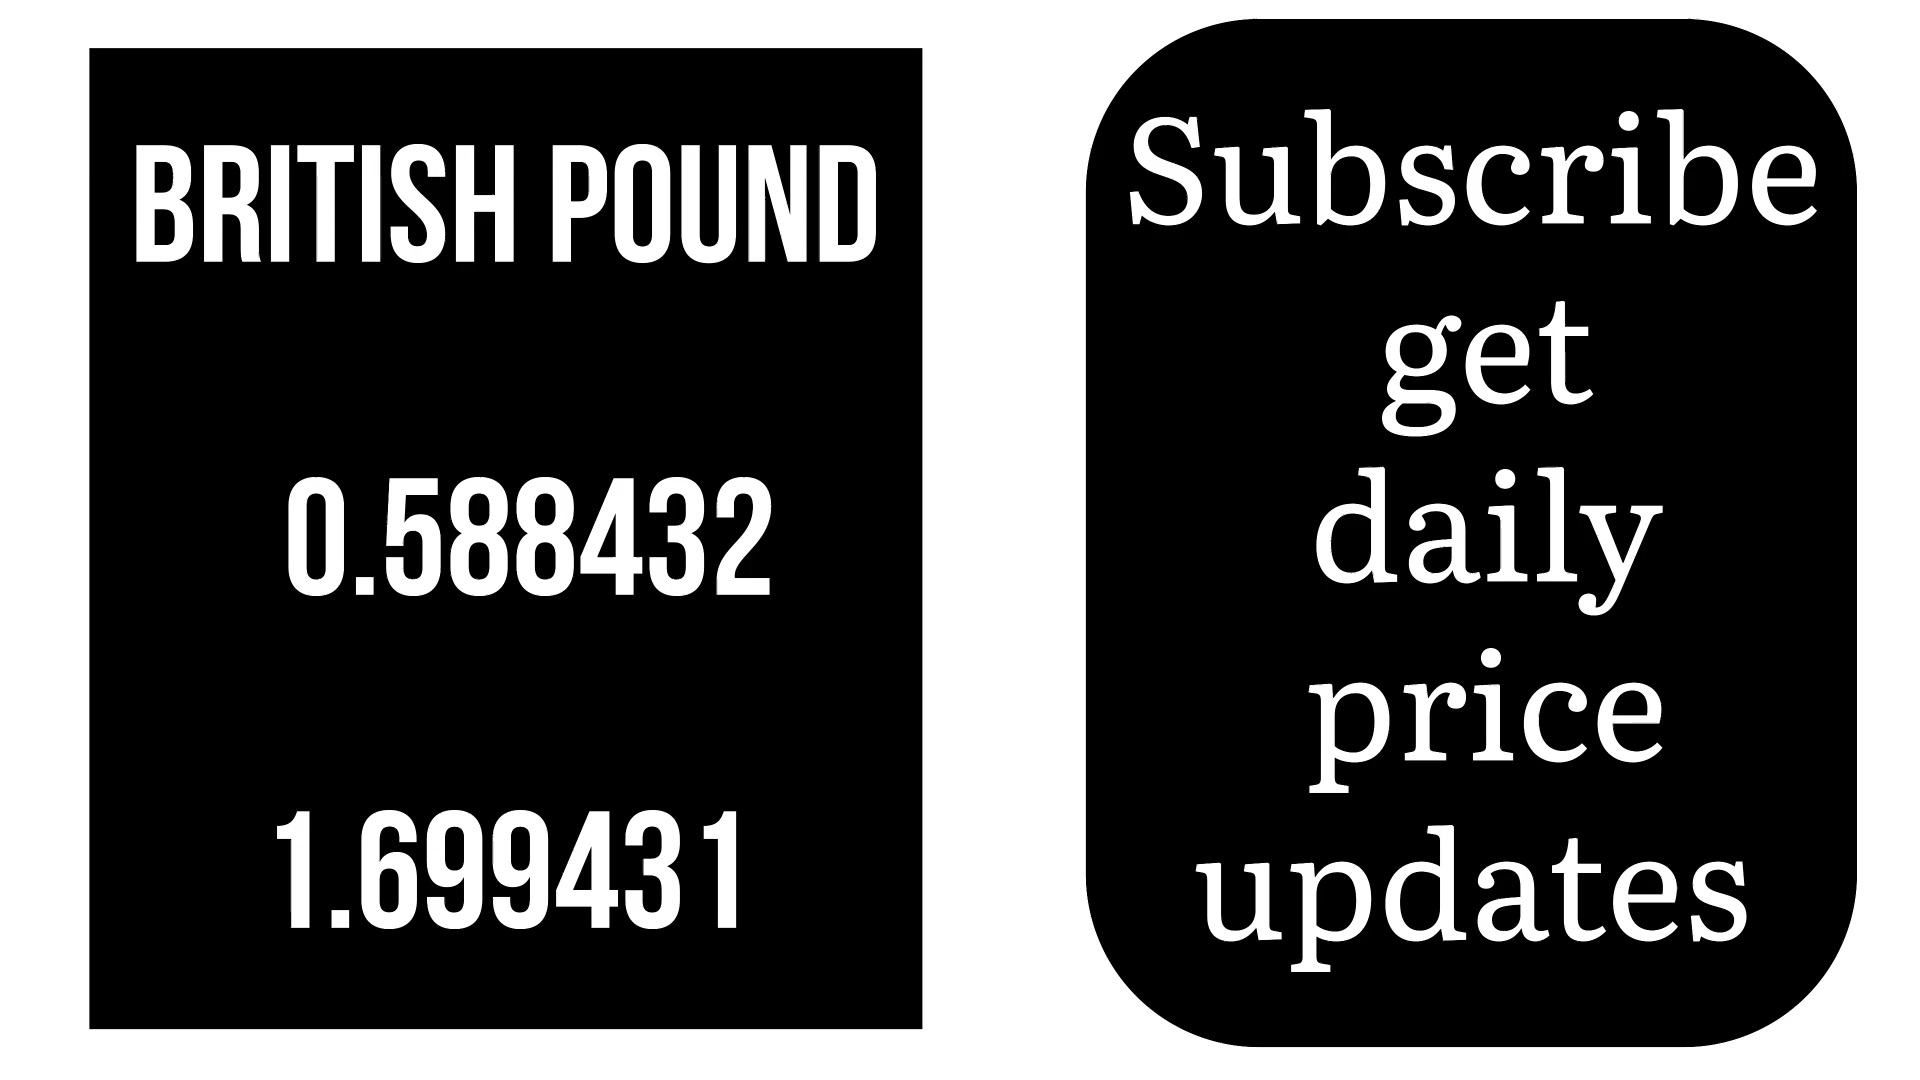 BRITISH POUND
0.588432
1.699431
Subscribe
get
daily
price
updates